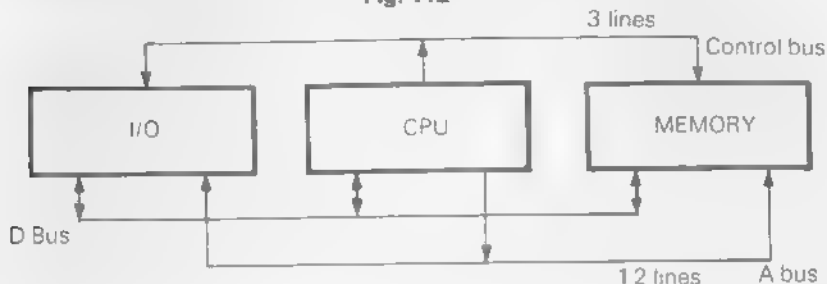 3 lines
Control bus
I/O
CPU
MEMORY
D Bus
12 lines
A bus